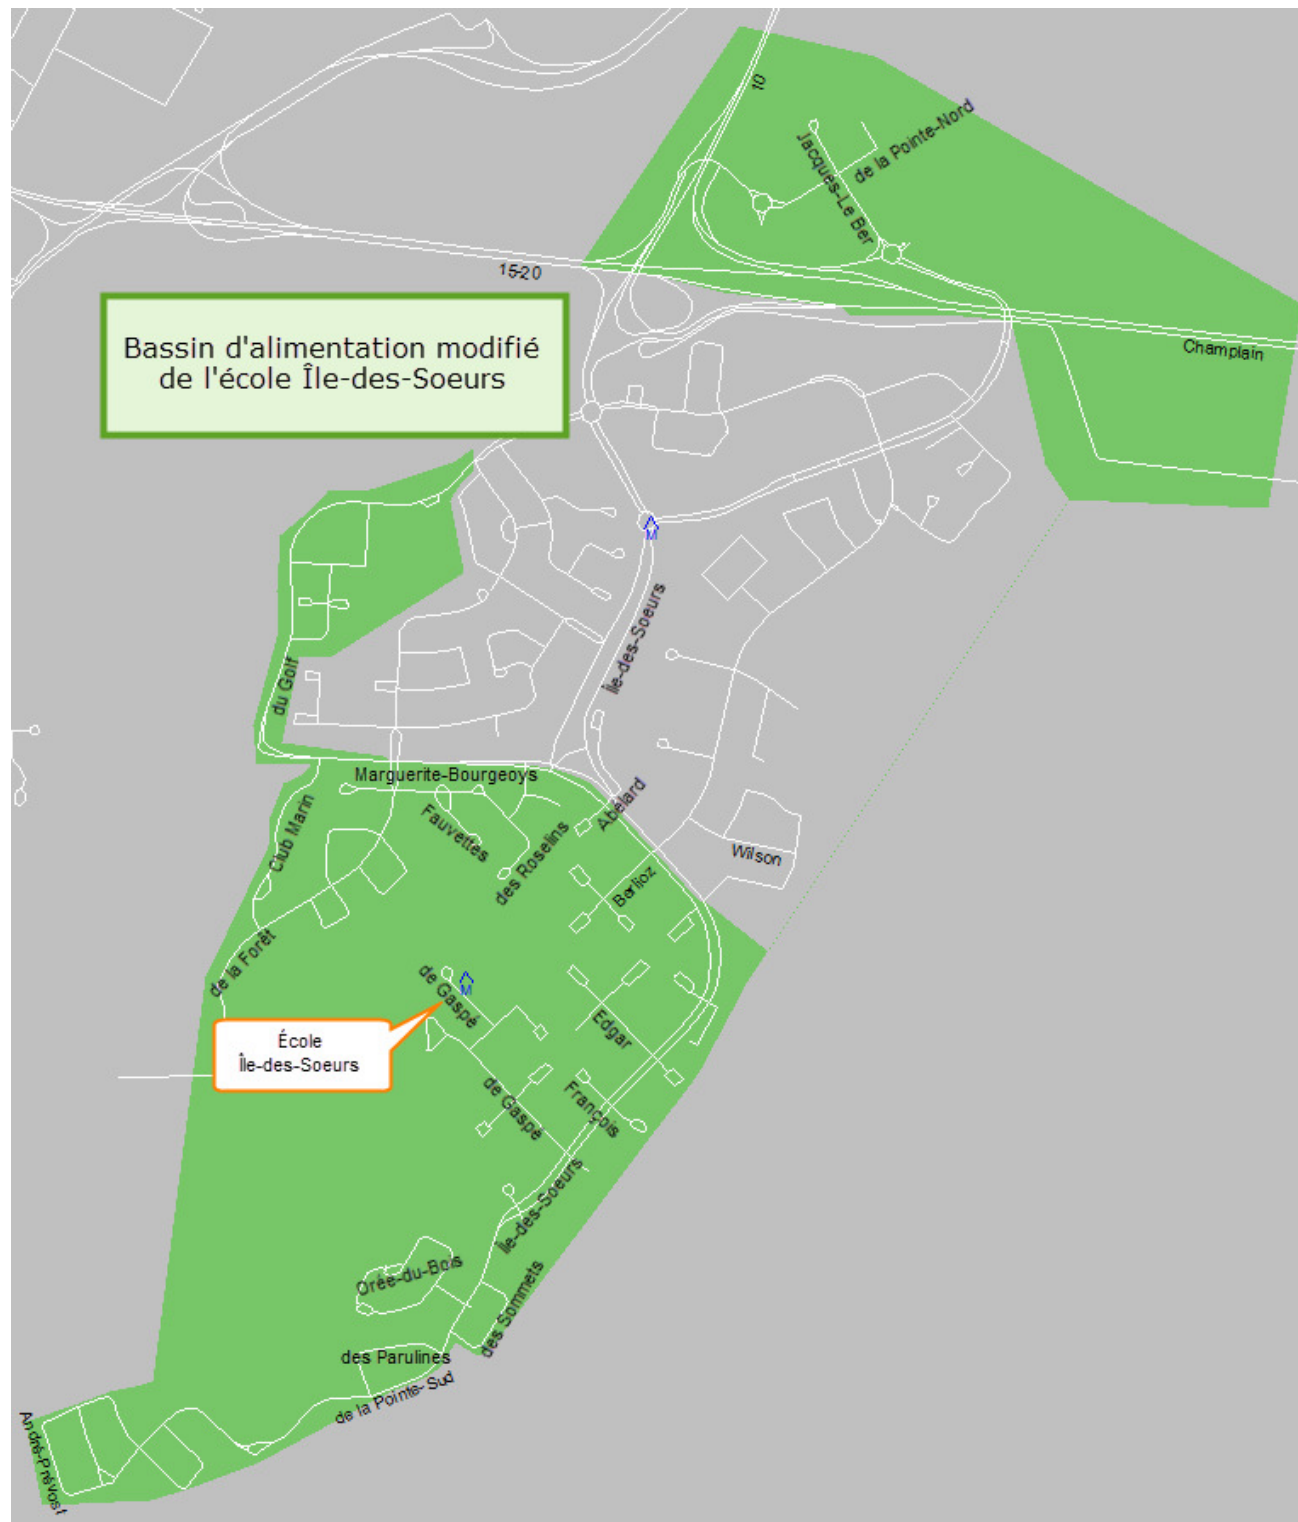 10
de la Pointe-Nord
Jacques-Le Ber
15-20
Champlain
Bassin d'alimentation modifié
de l'école Île-des-Soeurs
M
Île-des-Soeurs
du Golf
Marguerite-Bourgeoys
Abélard
Club Marin
Fauvettes
des Roselins
Wilson
Berlioz
de la Forêt
de Gaspé
M
École
Île-des-Soeurs
Edgar
de Gaspé
François
Île-des-Soeurs
Orée-du-Bois
des Sommets
des Parulines
de la Pointe-Sud
André-Prévost